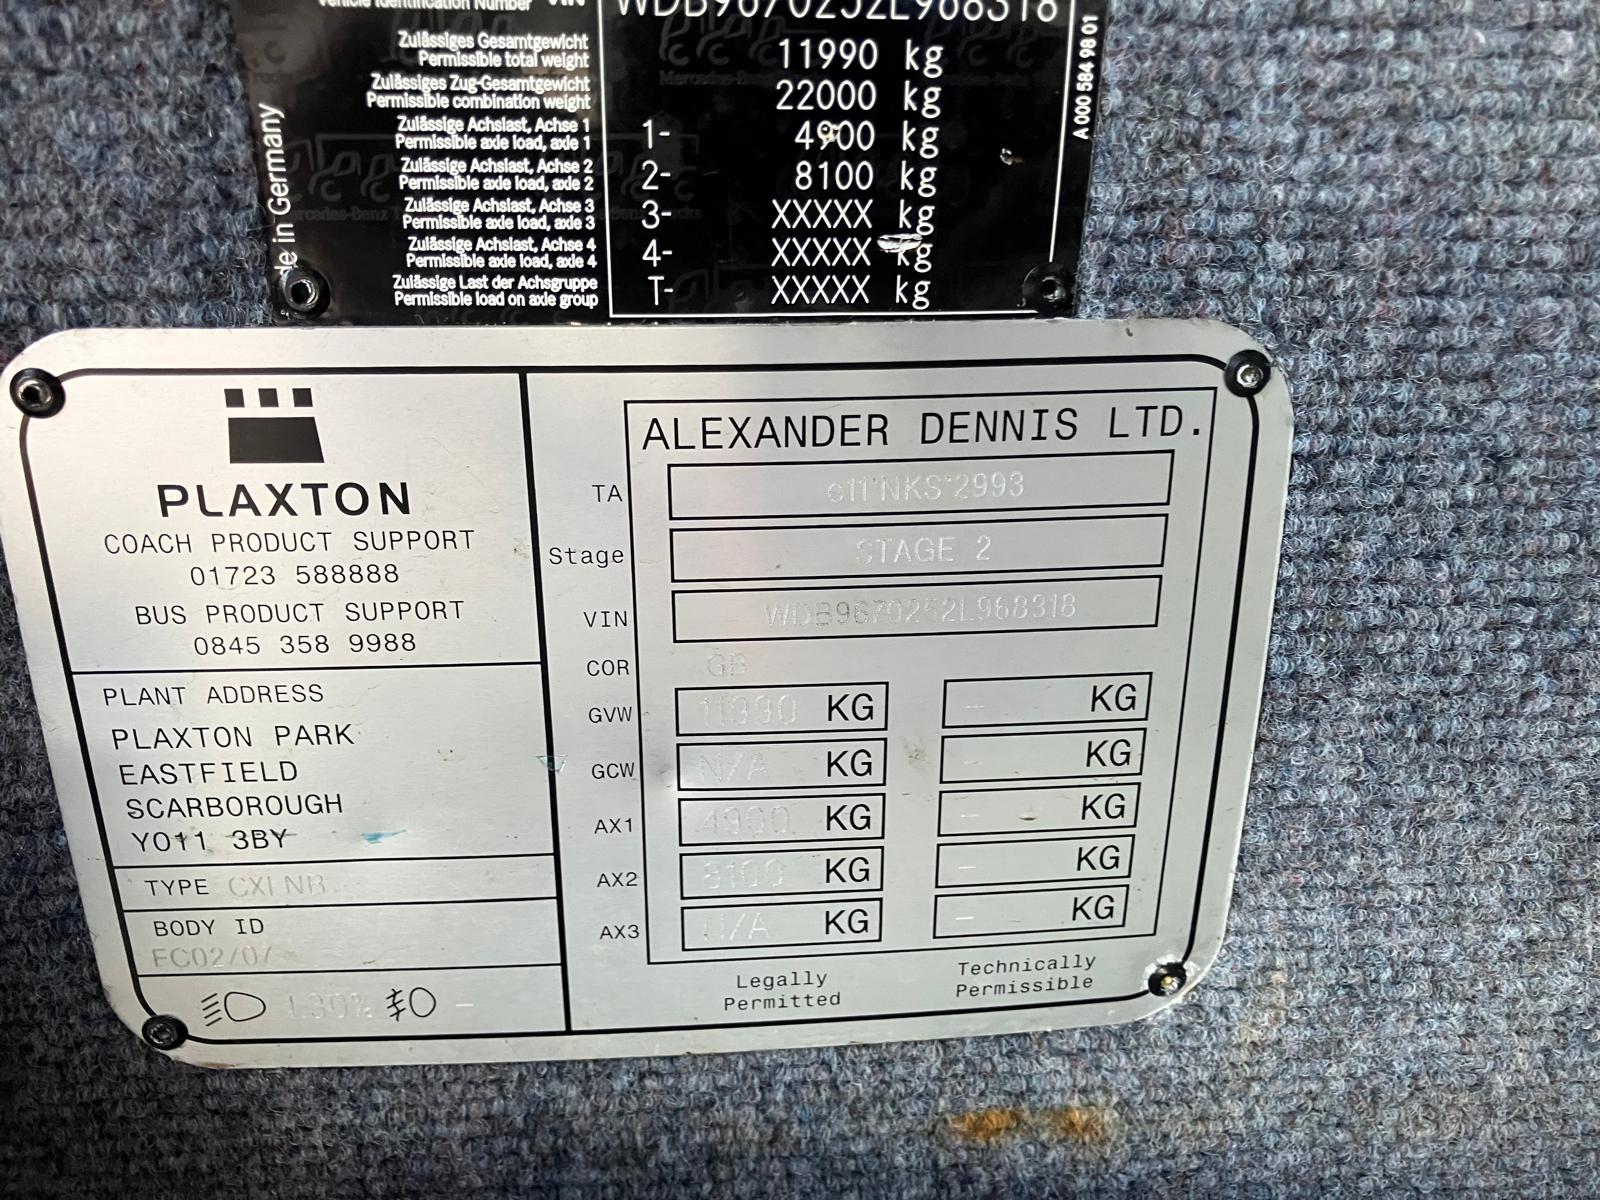 Vehicle Identification Number VIN WDB9670252L968318
Zulässiges Gesamtgewicht
Permissible total weight 11990 kg
Zulässiges Zug-Gesamtgewicht
Permissible combination weight 22000 kg
Zulässige Achslast, Achse 1
Permissible axle load, axle 1 1- 4900 kg
Zulässige Achslast, Achse 2
Permissible axle load, axle 2 2- 8100 kg
Zulässige Achslast, Achse 3
Permissible axle load, axle 3 3- XXXXX kg
Zulässige Achslast, Achse 4
Permissible axle load, axle 4 4- XXXXX kg
Zulässige Last der Achsgruppe
Permissible load on axle group T- XXXXX kg
in Germany
A 000 584 98 01
PLAXTON
COACH PRODUCT SUPPORT
01723 588888
BUS PRODUCT SUPPORT
0845 358 9988
PLANT ADDRESS
PLAXTON PARK
EASTFIELD
SCARBOROUGH
YO11 3BY
TYPE
BODY ID
ALEXANDER DENNIS LTD.
TA e11*NKS*2993
Stage STAGE 2
VIN WDB9670252L968318
COR GB
GVW 11990 KG - KG
GCW N/A KG - KG
AX1 4900 KG - KG
AX2 8100 KG - KG
AX3 N/A KG - KG
Legally
Permitted
Technically
Permissible